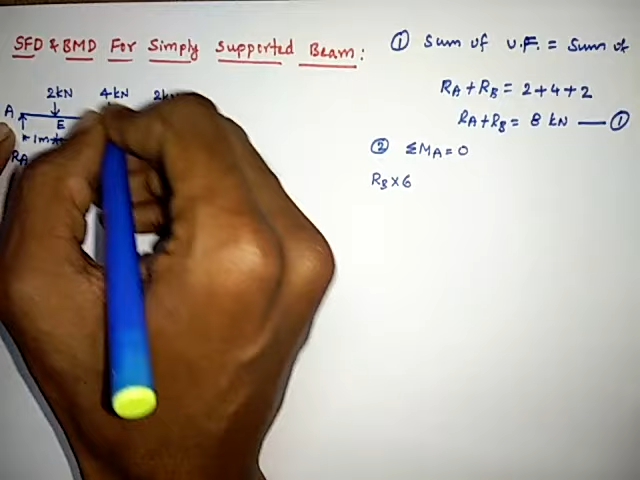 SFD & BMD For Simply Supported Beam:
① Sum of V.F. = Sum of
2kN 4kN
A
E
1m
RA
RA + RB = 2+4+2
RA+RB = 8 kN — ①
② ΣMA = 0
RB × 6